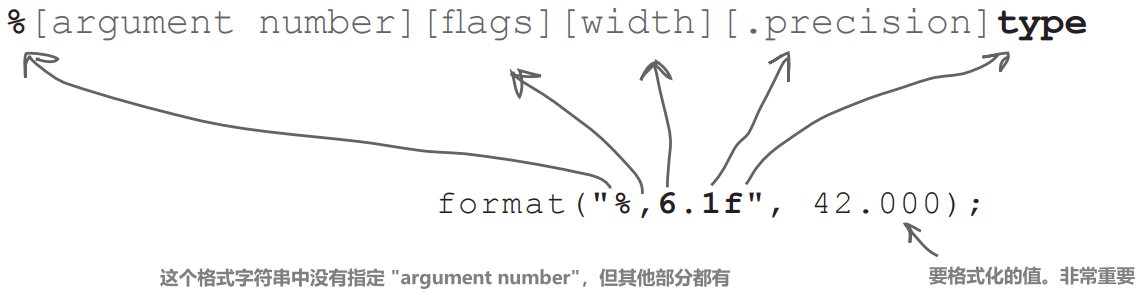 %[argument number][flags][width][.precision]type
format("%,6.1f", 42.000);
这个格式字符串中没有指定 "argument number"，但其他部分都有
要格式化的值。非常重要